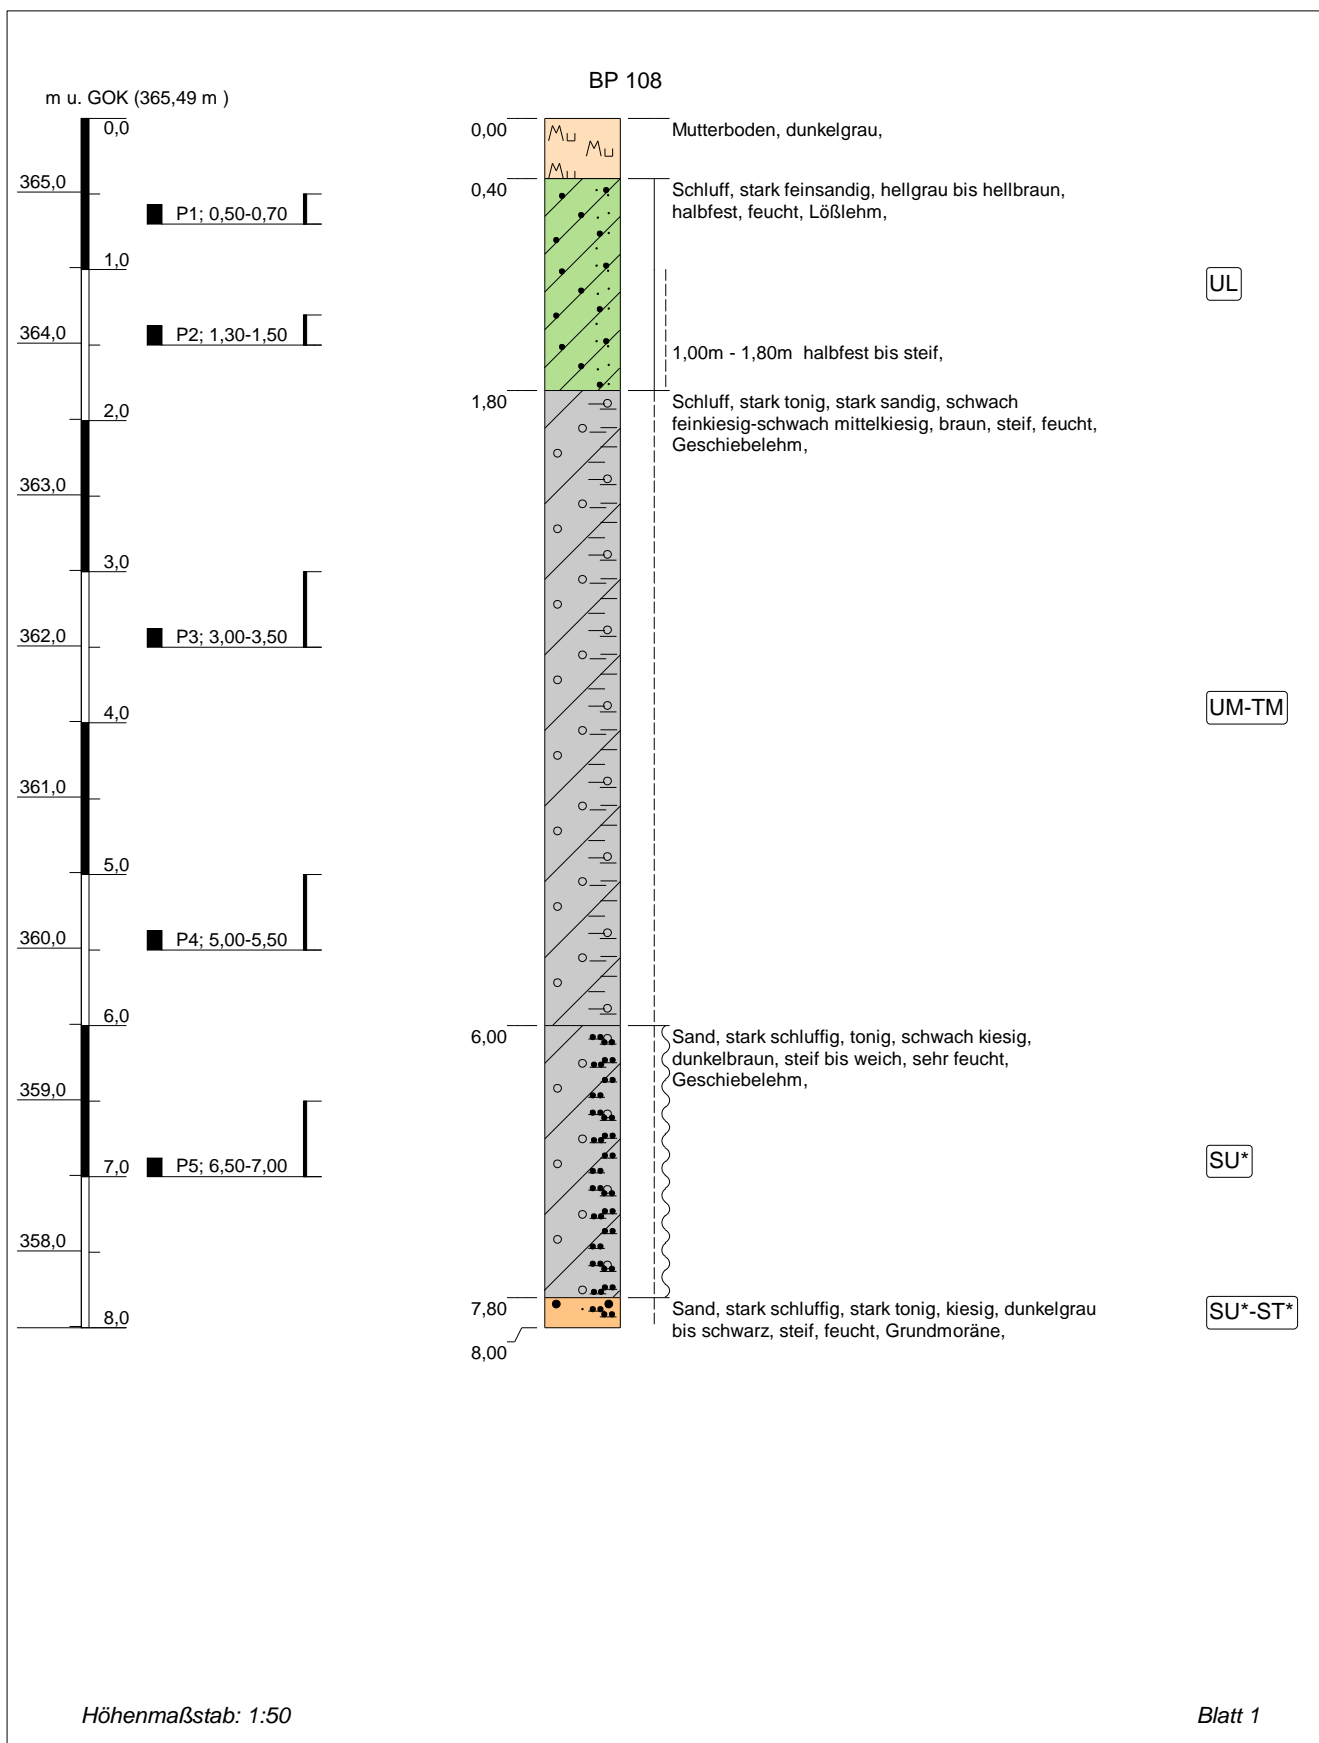 BP 108
m u. GOK (365,49 m )
0,0
0,00
Mu
Mu
Mu
Mutterboden, dunkelgrau,
365,0
0,40
Schluff, stark feinsandig, hellgrau bis hellbraun,
halbfest, feucht, Lößlehm,
P1; 0,50-0,70
1,0
UL
364,0
P2; 1,30-1,50
1,00m - 1,80m halbfest bis steif,
2,0
1,80
Schluff, stark tonig, stark sandig, schwach
feinkiesig-schwach mittelkiesig, braun, steif, feucht,
Geschiebelehm,
363,0
3,0
362,0
P3; 3,00-3,50
4,0
UM-TM
361,0
5,0
360,0
P4; 5,00-5,50
6,0
6,00
Sand, stark schluffig, tonig, schwach kiesig,
dunkelbraun, steif bis weich, sehr feucht,
Geschiebelehm,
359,0
7,0
P5; 6,50-7,00
SU*
358,0
8,0
7,80
Sand, stark schluffig, stark tonig, kiesig, dunkelgrau
bis schwarz, steif, feucht, Grundmoräne,
SU*-ST*
8,00
Höhenmaßstab: 1:50
Blatt 1